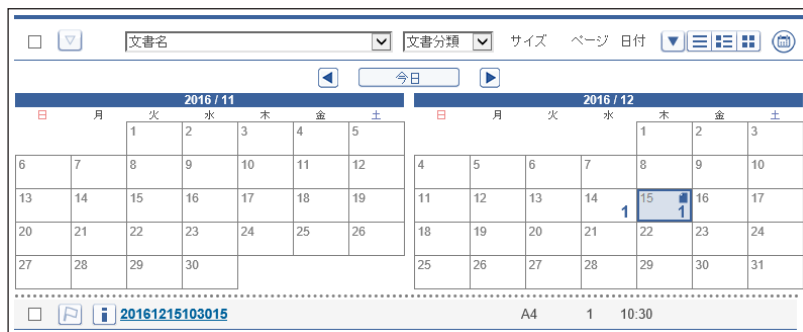 文書名 文書分類 サイズ ページ 日付
今日
2016 / 11 2016 / 12
日 月 火 水 木 金 土 日 月 火 水 木 金 土
1 2 3 4 5 1 2 3
6 7 8 9 10 11 12 4 5 6 7 8 9 10
13 14 15 16 17 18 19 11 12 13 14 1 15 1 16 17
20 21 22 23 24 25 26 18 19 20 21 22 23 24
27 28 29 30 25 26 27 28 29 30 31
20161215103015 A4 1 10:30